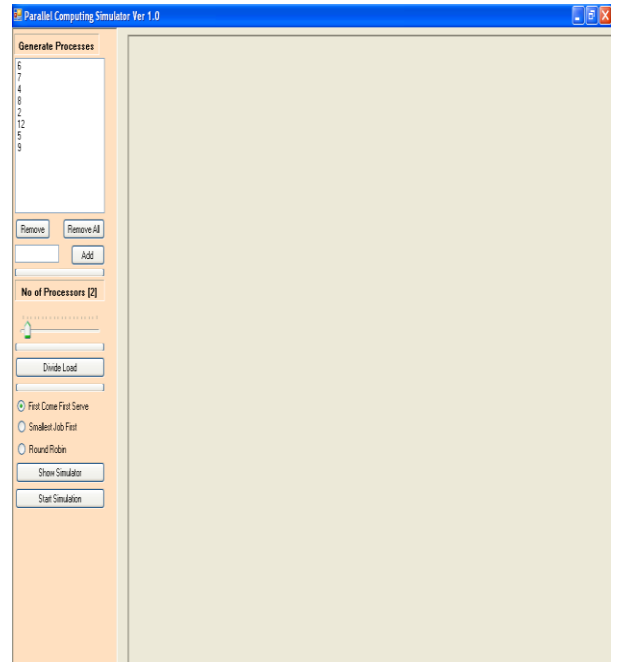 Parallel Computing Simulator Ver 1.0
Generate Processes
6
7
4
8
2
12
5
9
Remove Remove All
Add
No of Processors [2]
Divide Load
First Come First Serve
Smallest Job First
Round Robin
Show Simulator
Start Simulation